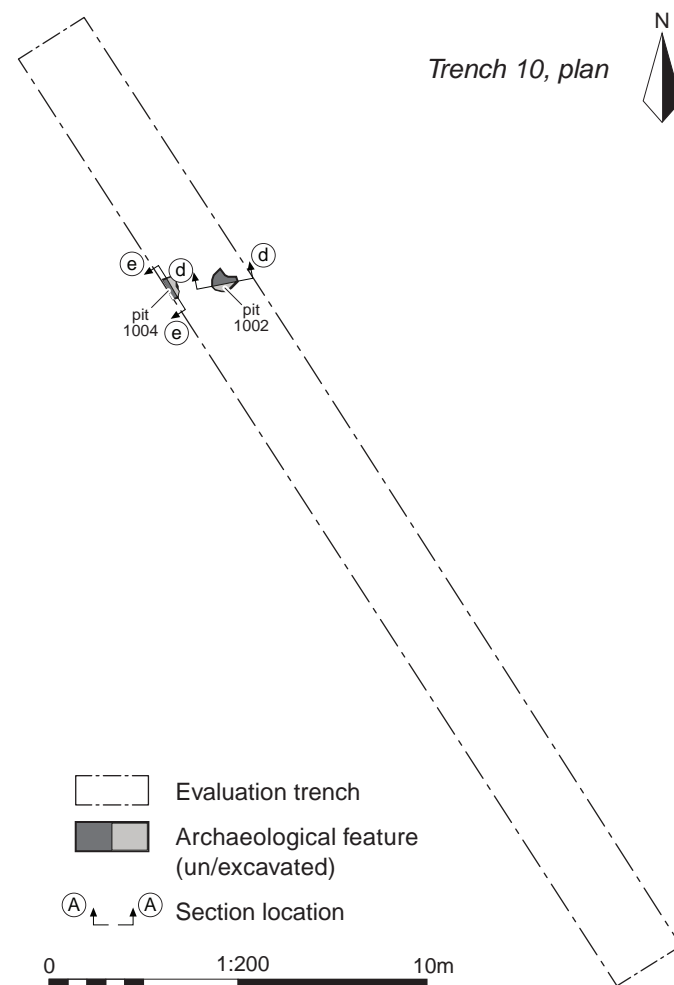 N
Trench 10, plan
e
d
d
pit
1004
e
pit
1002
Evaluation trench
Archaeological feature
(un/excavated)
A A Section location
0 1:200 10m